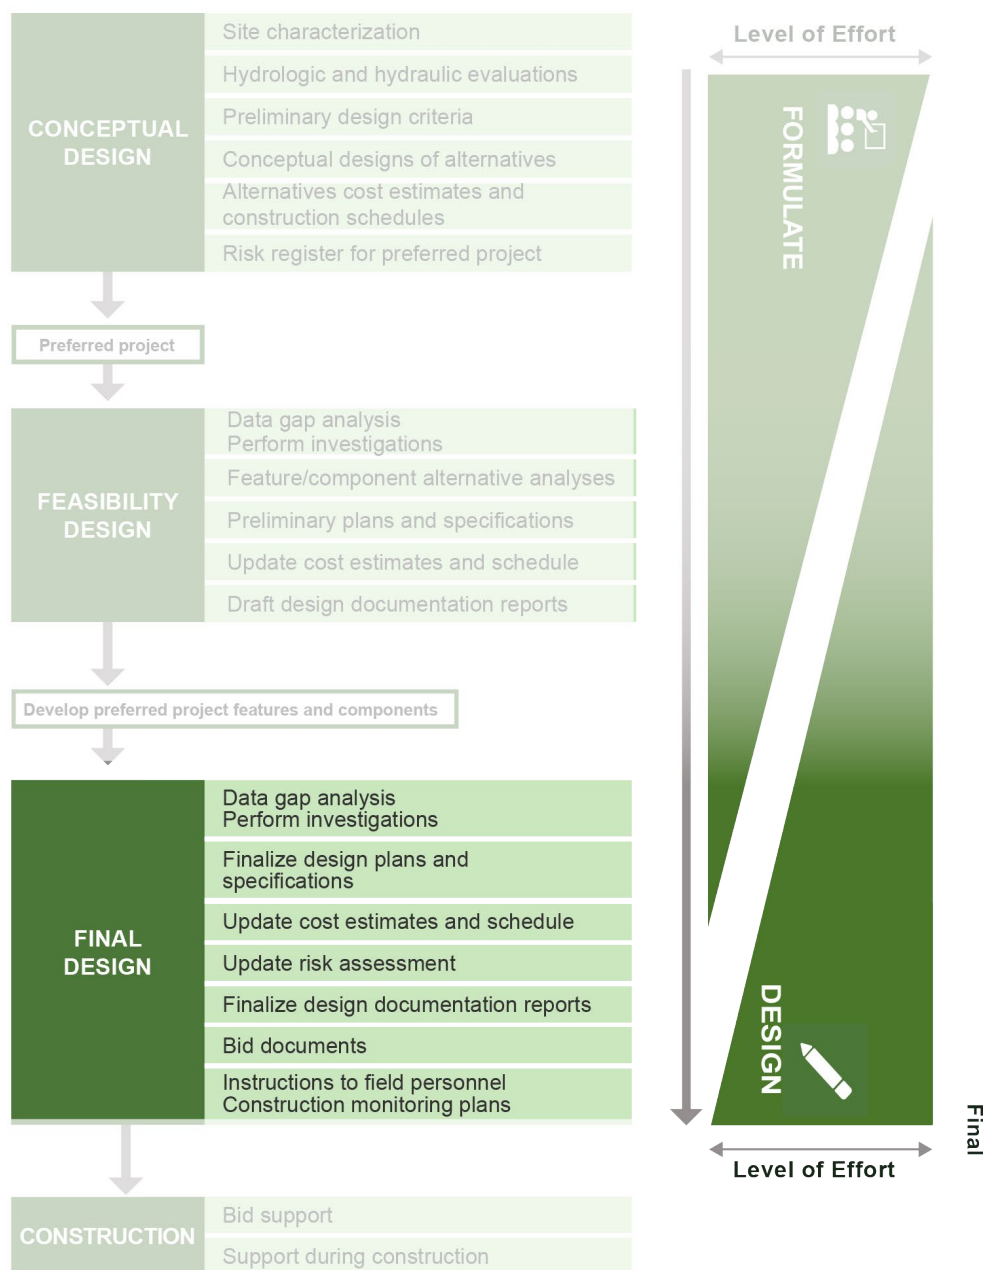 CONCEPTUAL
DESIGN
Site characterization
Hydrologic and hydraulic evaluations
Preliminary design criteria
Conceptual designs of alternatives
Alternatives cost estimates and
construction schedules
Risk register for preferred project
Preferred project
FEASIBILITY
DESIGN
Data gap analysis
Perform investigations
Feature/component alternative analyses
Preliminary plans and specifications
Update cost estimates and schedule
Draft design documentation reports
Develop preferred project features and components
FINAL
DESIGN
Data gap analysis
Perform investigations
Finalize design plans and
specifications
Update cost estimates and schedule
Update risk assessment
Finalize design documentation reports
Bid documents
Instructions to field personnel
Construction monitoring plans
CONSTRUCTION
Bid support
Support during construction
Level of Effort
FORMULATE
DESIGN
Level of Effort
Final